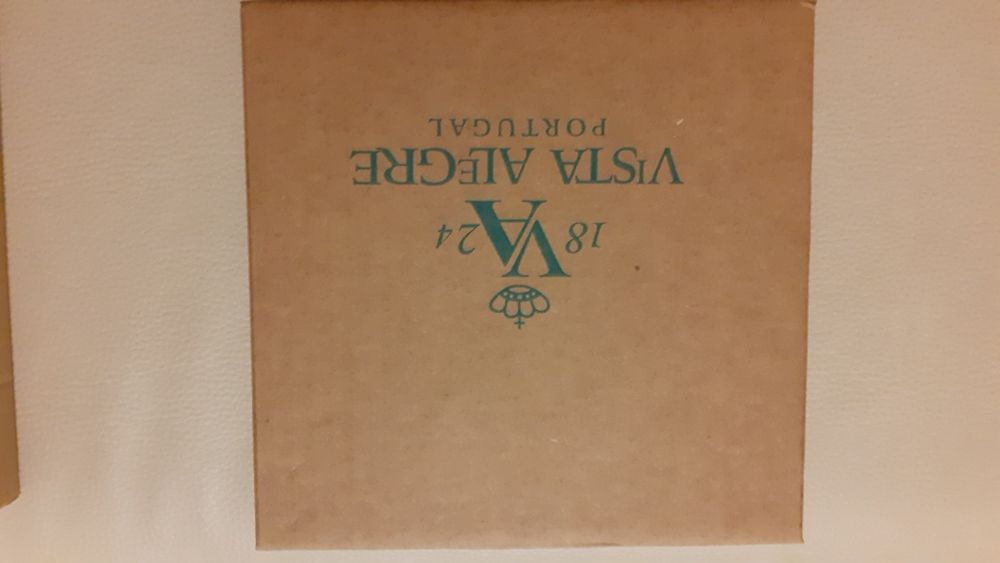 18 VA 24
VISTA ALEGRE
PORTUGAL